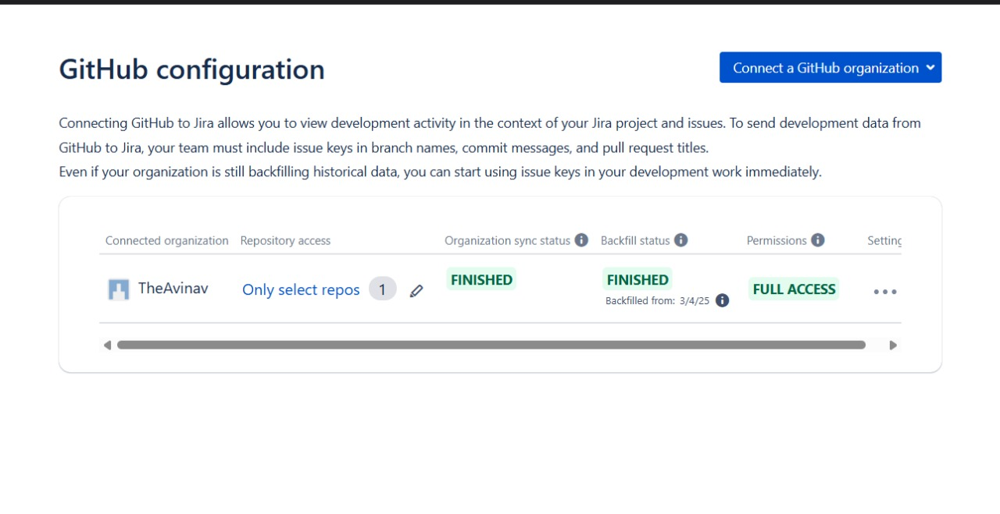 GitHub configuration
Connect a GitHub organization
Connecting GitHub to Jira allows you to view development activity in the context of your Jira project and issues. To send development data from
GitHub to Jira, your team must include issue keys in branch names, commit messages, and pull request titles.
Even if your organization is still backfilling historical data, you can start using issue keys in your development work immediately.
Connected organization Repository access Organization sync status Backfill status Permissions Setting
TheAvinav Only select repos 1 FINISHED FINISHED FULL ACCESS
Backfilled from: 3/4/25